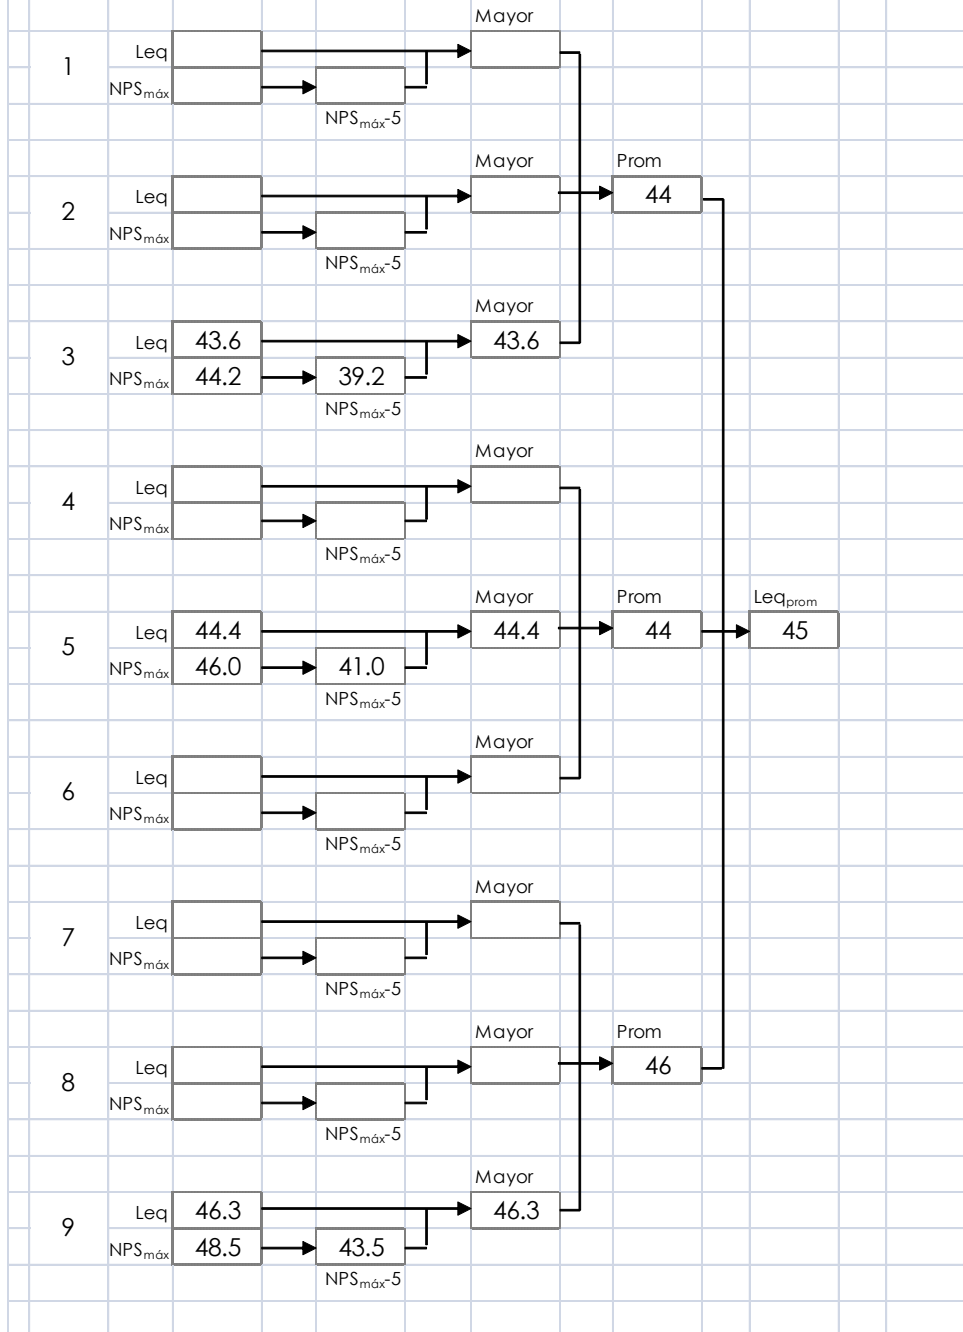 Mayor
1 Leq
NPSmáx
NPSmáx-5
Mayor Prom
2 Leq 44
NPSmáx
NPSmáx-5
Mayor
3 Leq 43.6 43.6
NPSmáx 44.2 39.2
NPSmáx-5
Mayor
4 Leq
NPSmáx
NPSmáx-5
Mayor Prom Leqprom
5 Leq 44.4 44.4 44 45
NPSmáx 46.0 41.0
NPSmáx-5
Mayor
6 Leq
NPSmáx
NPSmáx-5
Mayor
7 Leq
NPSmáx
NPSmáx-5
Mayor Prom
8 Leq 46
NPSmáx
NPSmáx-5
Mayor
9 Leq 46.3 46.3
NPSmáx 48.5 43.5
NPSmáx-5